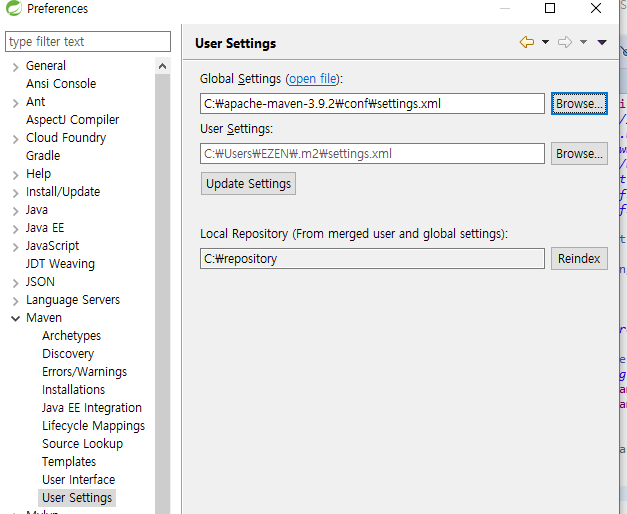 Preferences
type filter text
General
Ansi Console
Ant
AspectJ Compiler
Cloud Foundry
Gradle
Help
Install/Update
Java
Java EE
JavaScript
JDT Weaving
JSON
Language Servers
Maven
Archetypes
Discovery
Errors/Warnings
Installations
Java EE Integration
Lifecycle Mappings
Source Lookup
Templates
User Interface
User Settings
User Settings
Global Settings (open file):
C:₩apache-maven-3.9.2₩conf₩settings.xml
Browse...
User Settings:
C:₩Users₩EZEN₩.m2₩settings.xml
Browse...
Update Settings
Local Repository (From merged user and global settings):
C:₩repository
Reindex